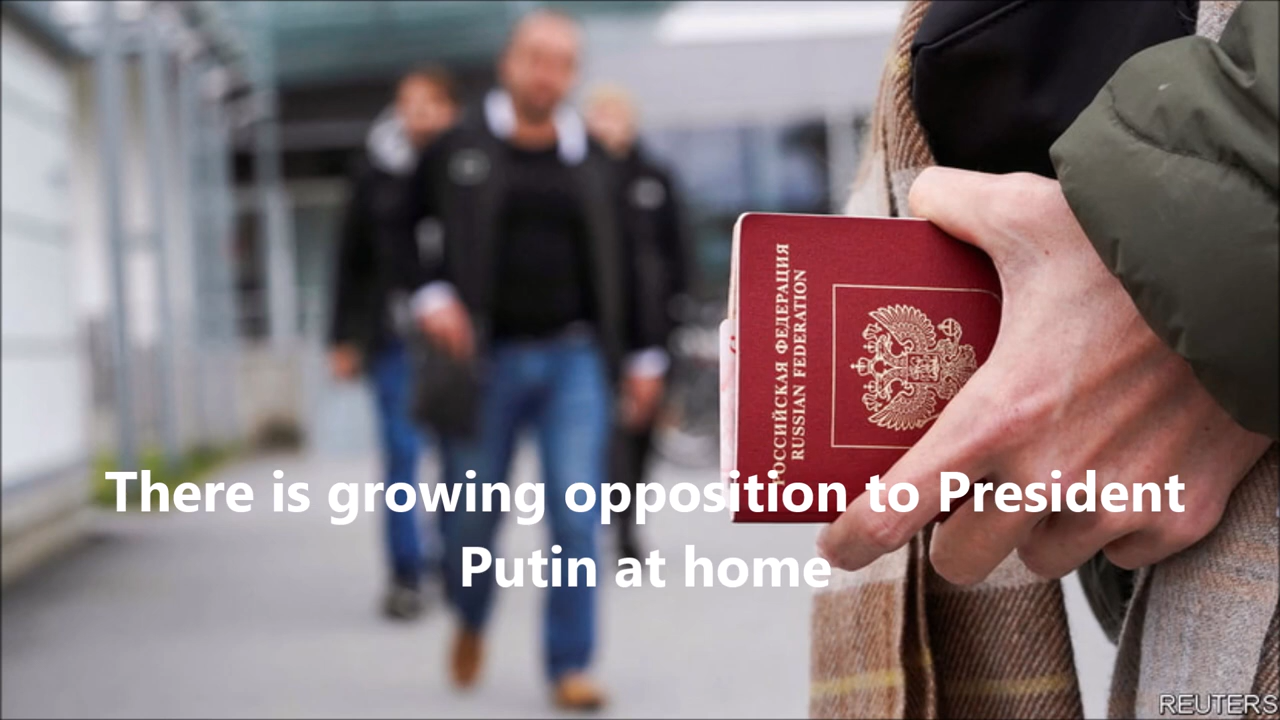 РОССИЙСКАЯ ФЕДЕРАЦИЯ
RUSSIAN FEDERATION
There is growing opposition to President
Putin at home
REUTERS